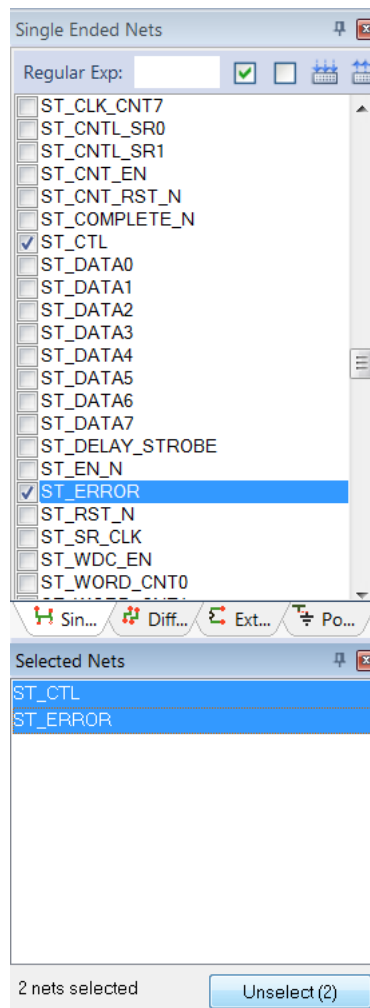 Single Ended Nets
Regular Exp:
ST_CLK_CNT7
ST_CNTL_SR0
ST_CNTL_SR1
ST_CNT_EN
ST_CNT_RST_N
ST_COMPLETE_N
ST_CTL
ST_DATA0
ST_DATA1
ST_DATA2
ST_DATA3
ST_DATA4
ST_DATA5
ST_DATA6
ST_DATA7
ST_DELAY_STROBE
ST_EN_N
ST_ERROR
ST_RST_N
ST_SR_CLK
ST_WDC_EN
ST_WORD_CNT0
Sin... Diff... Ext... Po...
Selected Nets
ST_CTL
ST_ERROR
2 nets selected Unselect (2)